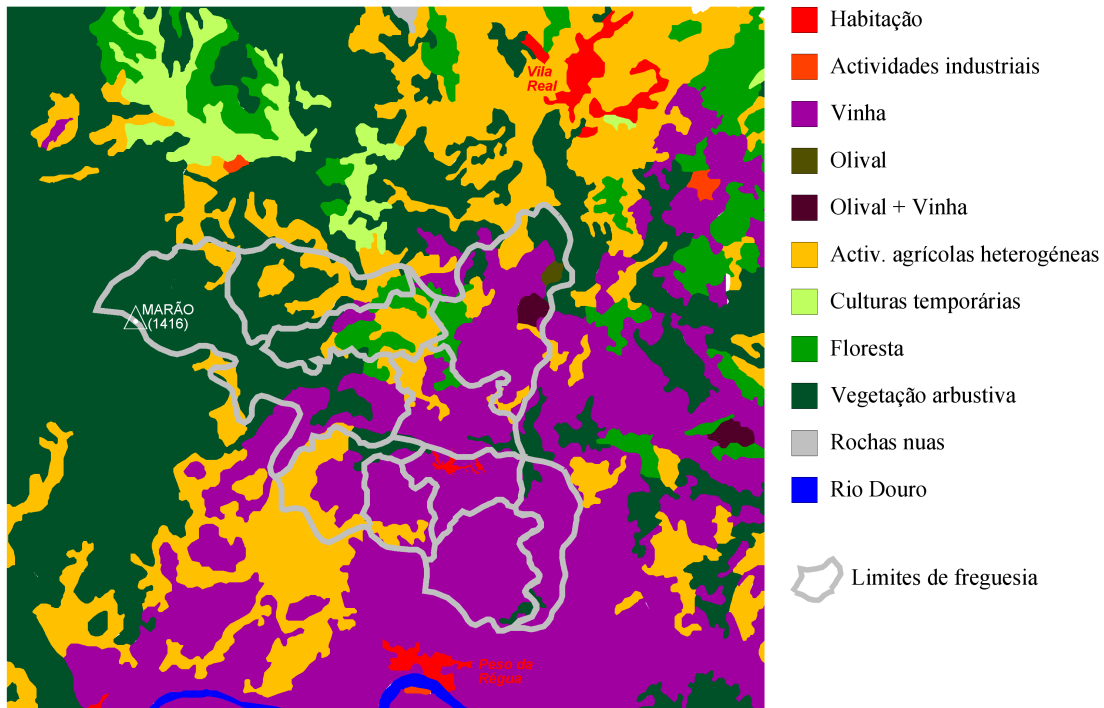 Habitação
Actividades industriais
Vinha
Olival
Olival + Vinha
Activ. agrícolas heterogéneas
Culturas temporárias
Floresta
Vegetação arbustiva
Rochas nuas
Rio Douro
Limites de freguesia
Vila
Real
MARÃO
(1416)
Peso da
Régua